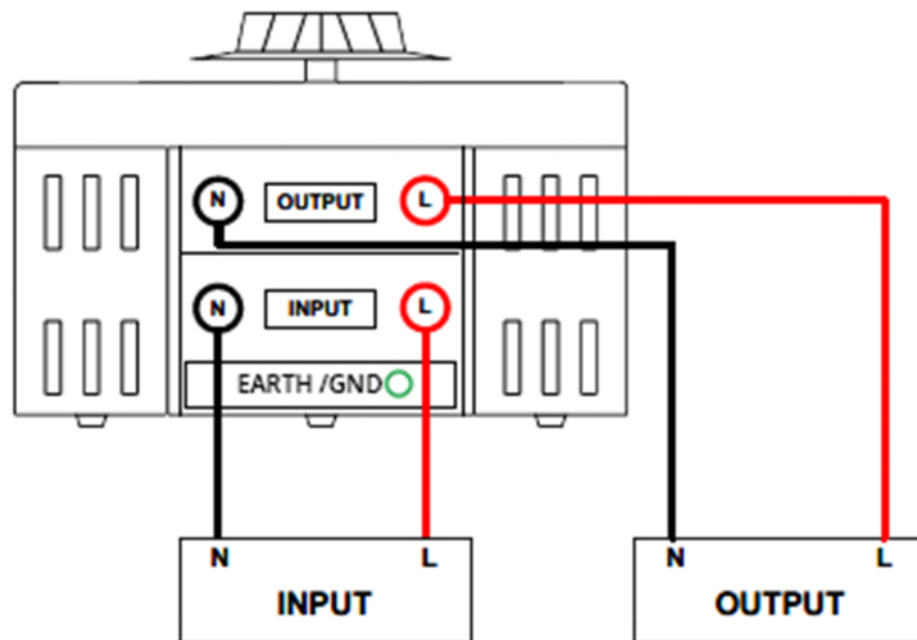 N OUTPUT L
N INPUT L
EARTH /GND
N L
INPUT
N L
OUTPUT